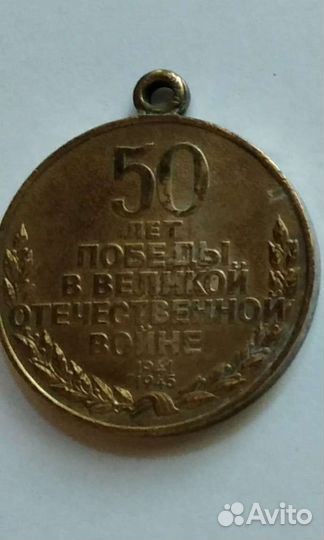 50
ЛЕТ
ПОБЕДЫ
В ВЕЛИКОЙ
ОТЕЧЕСТВЕННОЙ
ВОЙНЕ
1941
1945
Avito